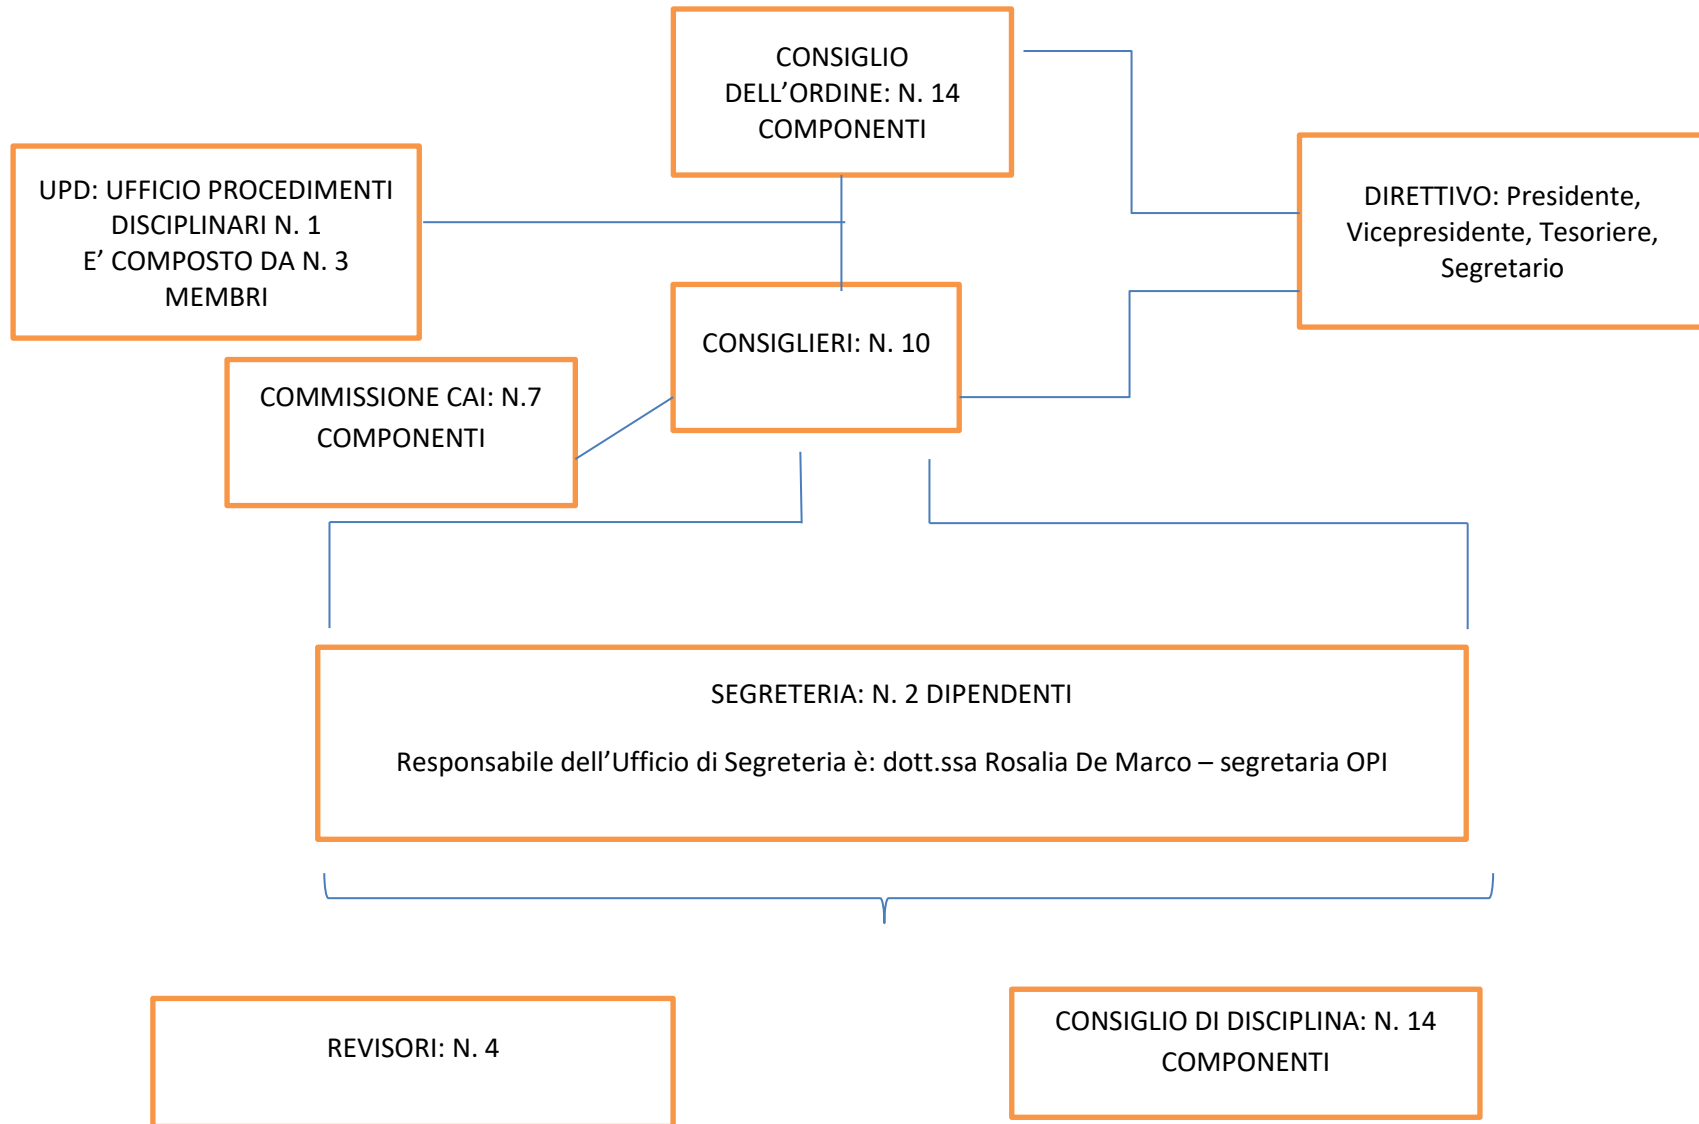 CONSIGLIO
DELL’ORDINE: N. 14
COMPONENTI
UPD: UFFICIO PROCEDIMENTI
DISCIPLINARI N. 1
E’ COMPOSTO DA N. 3
MEMBRI
DIRETTIVO: Presidente,
Vicepresidente, Tesoriere,
Segretario
CONSIGLIERI: N. 10
COMMISSIONE CAI: N.7
COMPONENTI
SEGRETERIA: N. 2 DIPENDENTI
Responsabile dell’Ufficio di Segreteria è: dott.ssa Rosalia De Marco – segretaria OPI
REVISORI: N. 4
CONSIGLIO DI DISCIPLINA: N. 14
COMPONENTI